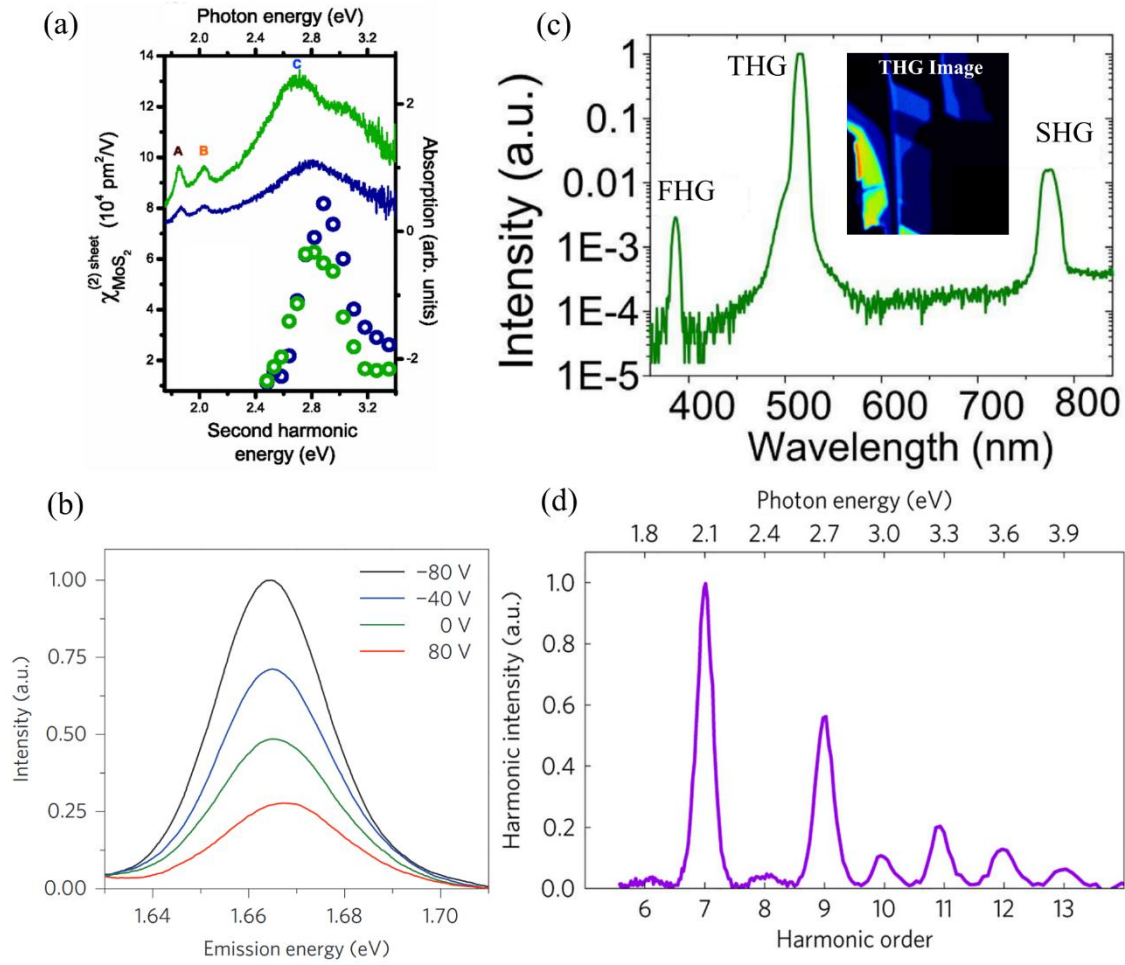 (a)
Photon energy (eV)
2.0 2.4 2.8 3.2
14
12
10
8
6
4
2
χ(2) sheet MoS2 (10^4 pm^2/V)
A
B
C
2
0
-2
Absorption (arb. units)
2.0 2.4 2.8 3.2
Second harmonic
energy (eV)
(c)
1
0.1
0.01
1E-3
1E-4
1E-5
Intensity (a.u.)
THG
THG Image
SHG
FHG
400 500 600 700 800
Wavelength (nm)
(b)
1.00
0.75
0.50
0.25
0.00
Intensity (a.u.)
−80 V
−40 V
0 V
80 V
1.64 1.66 1.68 1.70
Emission energy (eV)
(d)
Photon energy (eV)
1.8 2.1 2.4 2.7 3.0 3.3 3.6 3.9
1.0
0.8
0.6
0.4
0.2
0.0
Harmonic intensity (a.u.)
6 7 8 9 10 11 12 13
Harmonic order